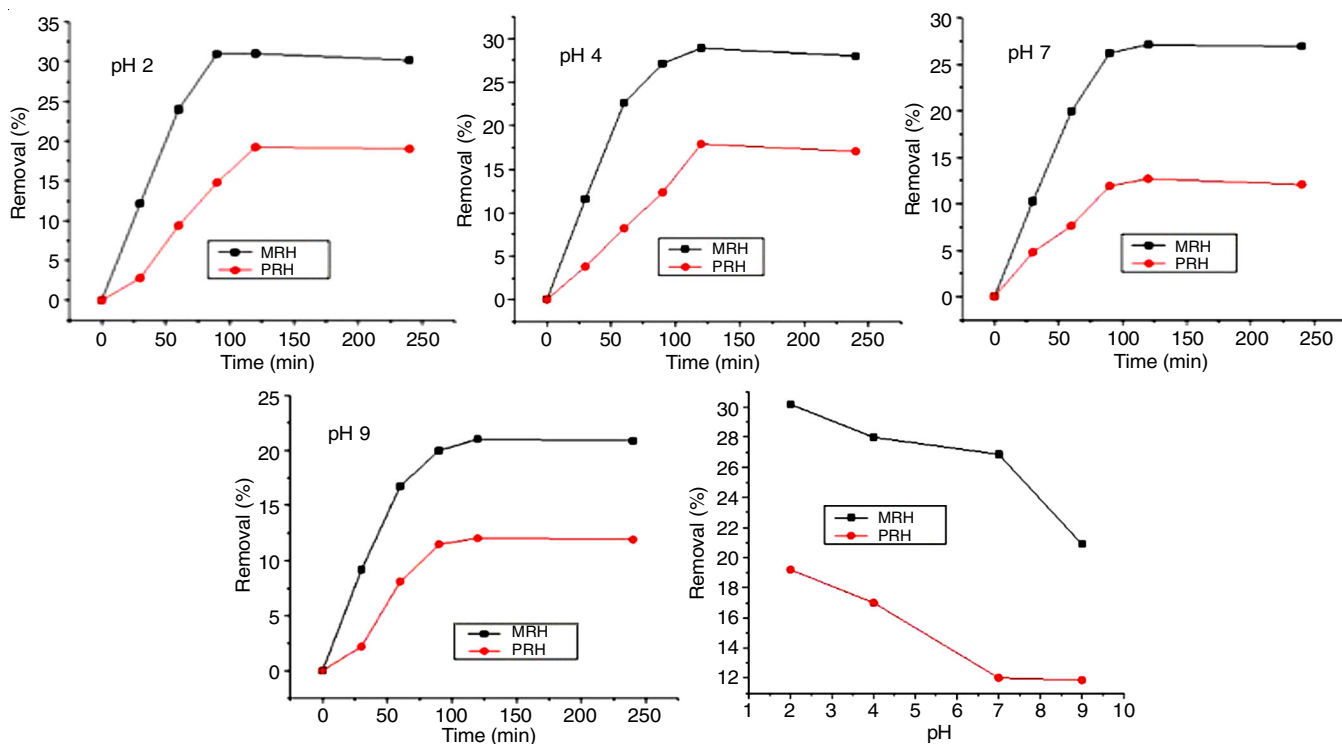 35
30
25
20
15
10
5
0
Removal (%)
pH 2
MRH
PRH
0 50 100 150 200 250
Time (min)
30
25
20
15
10
5
0
Removal (%)
pH 4
MRH
PRH
0 50 100 150 200 250
Time (min)
30
25
20
15
10
5
0
Removal (%)
pH 7
MRH
PRH
0 50 100 150 200 250
Time (min)
25
20
15
10
5
0
Removal (%)
pH 9
MRH
PRH
0 50 100 150 200 250
Time (min)
30
28
26
24
22
20
18
16
14
12
Removal (%)
MRH
PRH
1 2 3 4 5 6 7 8 9 10
pH